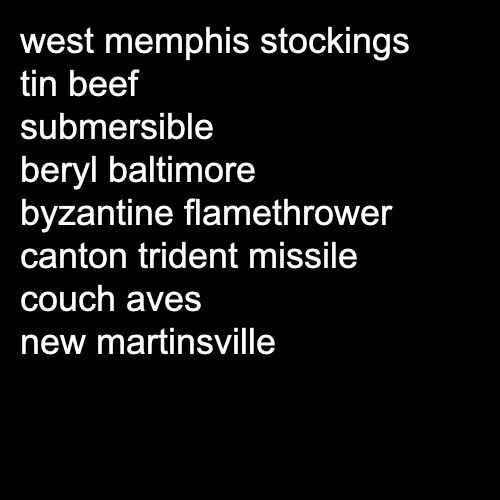 west memphis stockings
tin beef
submersible
beryl baltimore
byzantine flamethrower
canton trident missile
couch aves
new martinsville